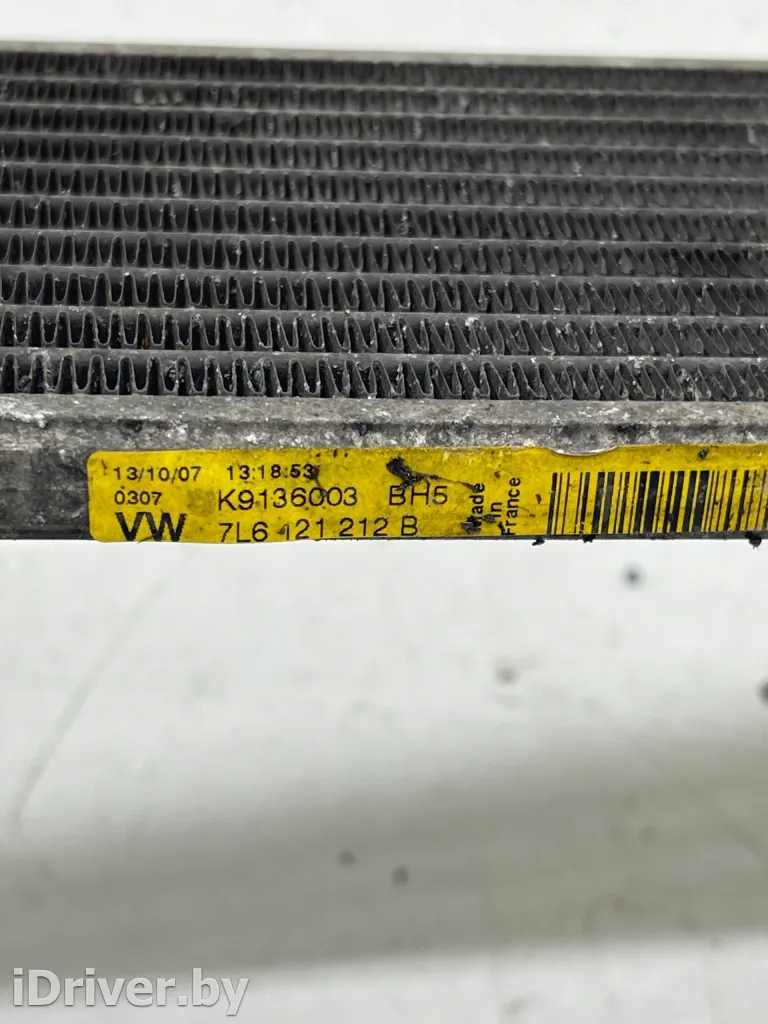 13/10/07 13:18:53
0307 K9136003 BH5
VW 7L6 121 212 B
Made
in
France
iDriver.by